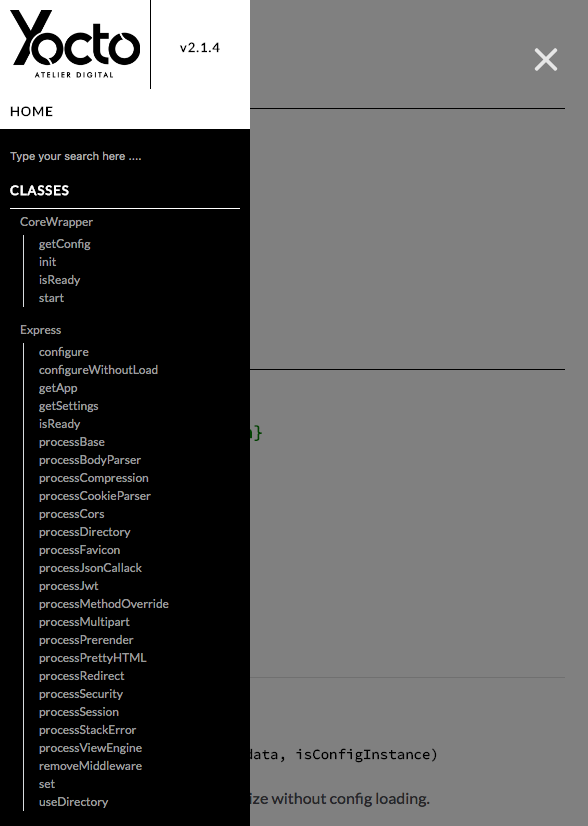 Yocto
ATELIER DIGITAL
v2.1.4
HOME
Type your search here ....
CLASSES
CoreWrapper
getConfig
init
isReady
start
Express
configure
configureWithoutLoad
getApp
getSettings
isReady
processBase
processBodyParser
processCompression
processCookieParser
processCors
processDirectory
processFavicon
processJsonCallack
processJwt
processMethodOverride
processMultipart
processPrerender
processPrettyHTML
processRedirect
processSecurity
processSession
processStackError
processViewEngine
removeMiddleware
set
useDirectory
}
data, isConfigInstance)
ize without config loading.